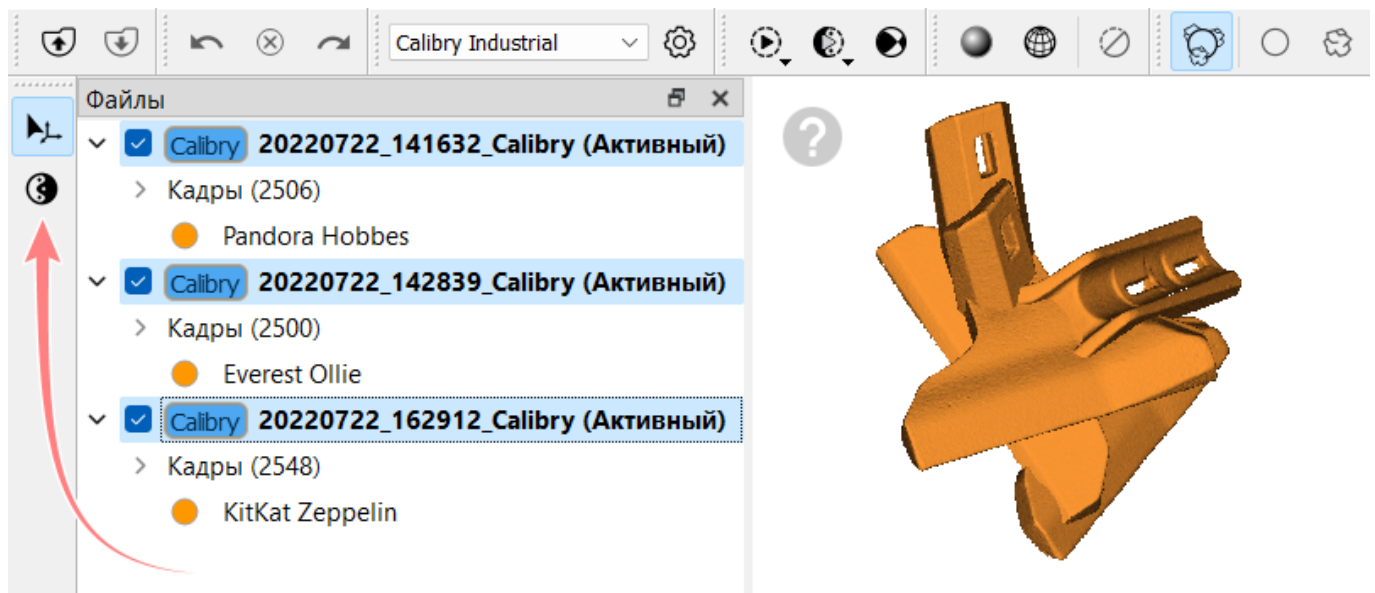 Calibry Industrial
Файлы
Calibry 20220722_141632_Calibry (Активный)
Кадры (2506)
Pandora Hobbes
Calibry 20220722_142839_Calibry (Активный)
Кадры (2500)
Everest Ollie
Calibry 20220722_162912_Calibry (Активный)
Кадры (2548)
KitKat Zeppelin
?